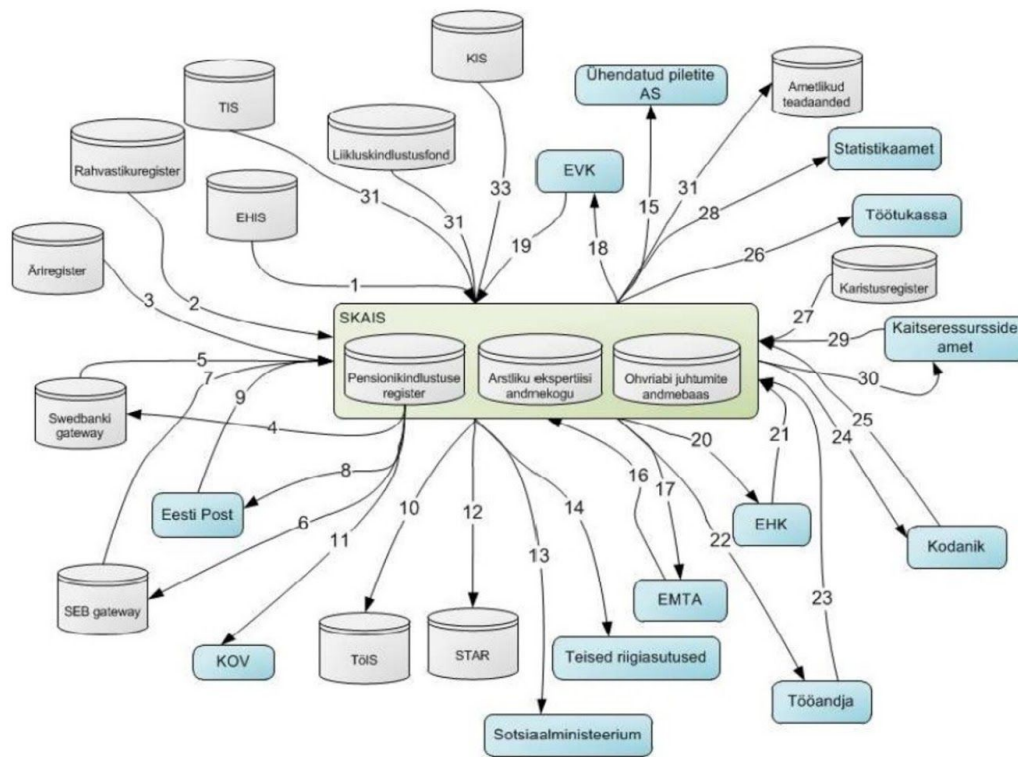 KIS
TIS
Ühendatud piletite
AS
Ametlikud
teadaanded
Liikluskindlustusfond
Rahvastikuregister
Statistikaamet
EVK
EHIS
31
31
33
19
18
15
31
28
26
Töötukassa
Äriregister
Karistusregister
3
2
1
27
SKAIS
29
Kaitseressursside
amet
5
7
9
Pensionikindlustuse
register
Arstliku ekspertiisi
andmekogu
Ohvriabi juhtumite
andmebaas
30
Swedbanki
gateway
4
25
24
20
21
8
16
17
Eesti Post
6
11
10
12
14
22
EHK
Kodanik
13
23
SEB gateway
EMTA
KOV
TöIS
STAR
Teised riigiasutused
Tööandja
Sotsiaalministeerium